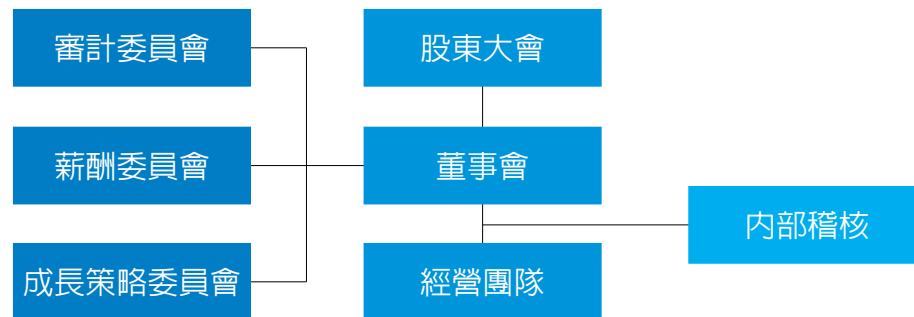 審計委員會
股東大會
薪酬委員會
董事會
內部稽核
成長策略委員會
經營團隊